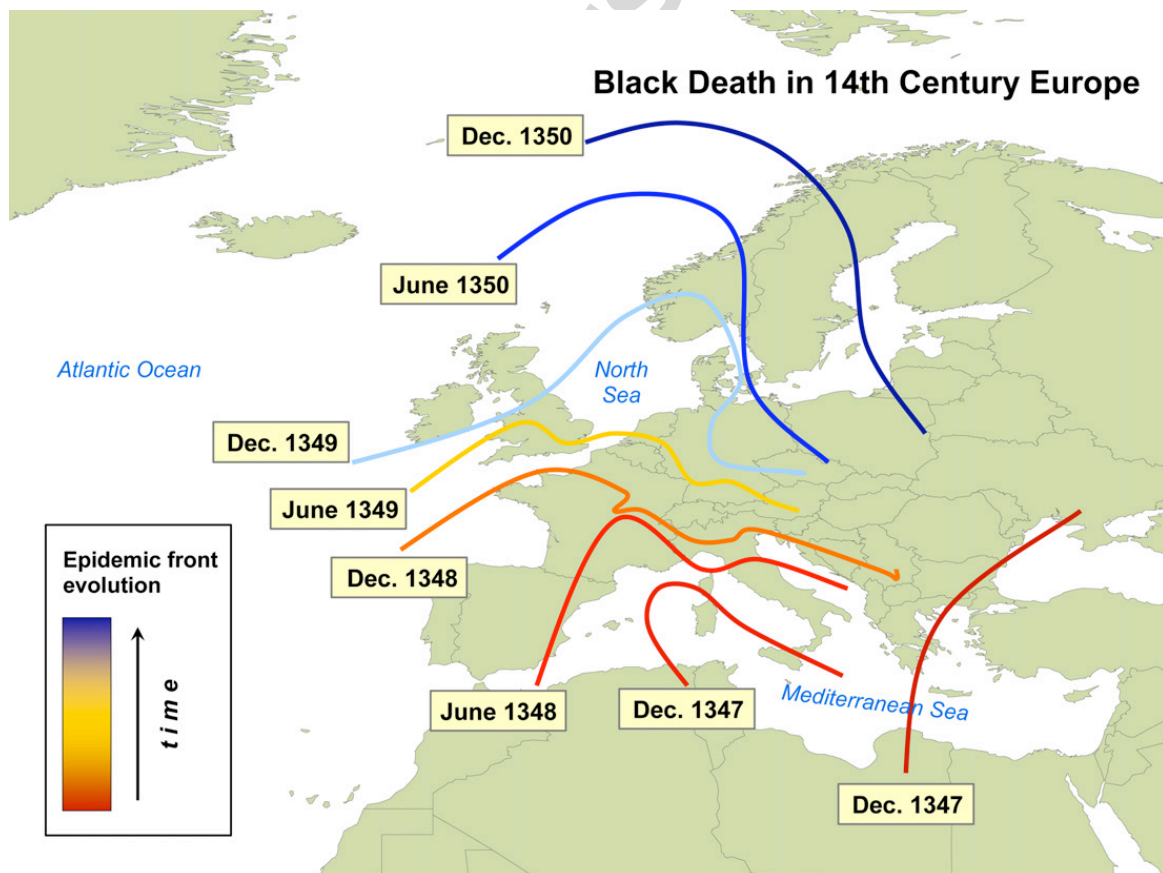 Black Death in 14th Century Europe
Dec. 1350
June 1350
Atlantic Ocean
North
Sea
Dec. 1349
June 1349
Dec. 1348
June 1348
Dec. 1347
Mediterranean Sea
Dec. 1347
Epidemic front
evolution
time